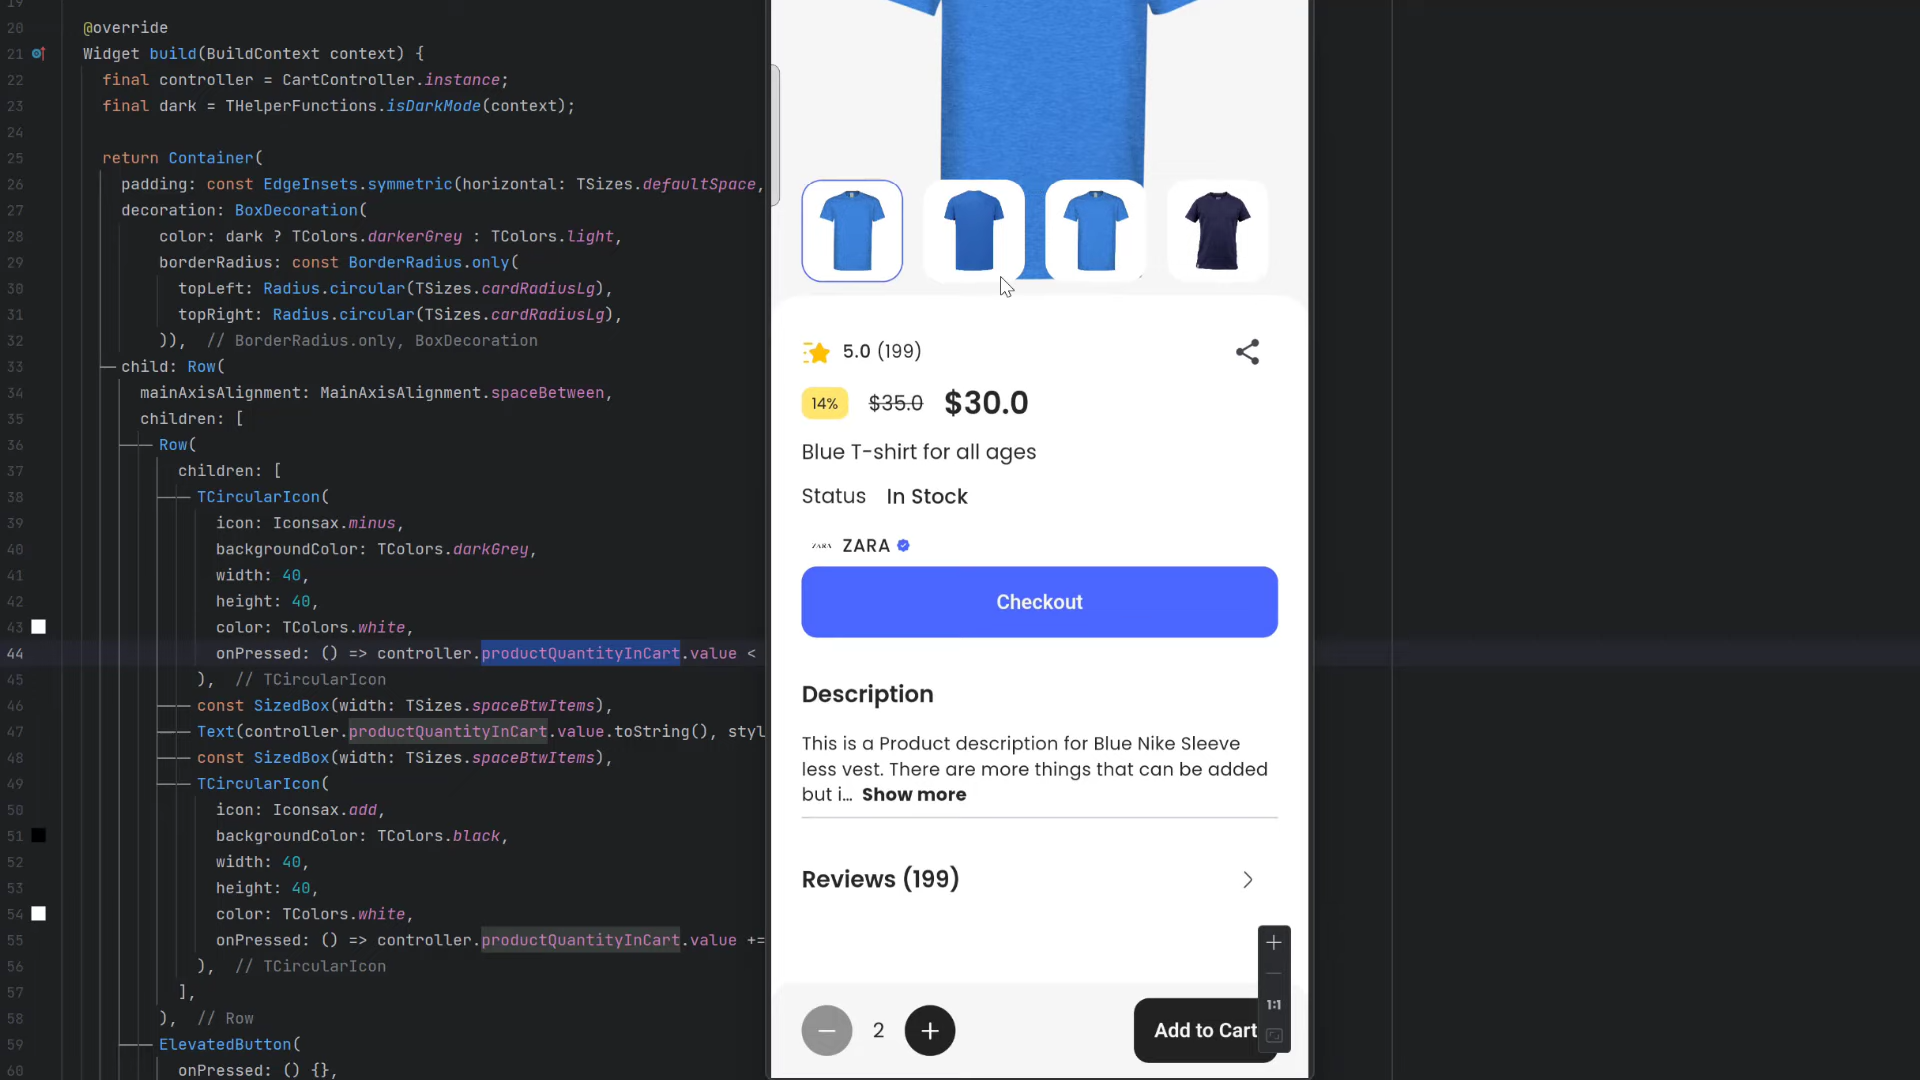 19
20 @override
21 Widget build(BuildContext context) {
22 final controller = CartController.instance;
23 final dark = THelperFunctions.isDarkMode(context);
24
25 return Container(
26 padding: const EdgeInsets.symmetric(horizontal: TSizes.defaultSpace,
27 decoration: BoxDecoration(
28 color: dark ? TColors.darkerGrey : TColors.light,
29 borderRadius: const BorderRadius.only(
30 topLeft: Radius.circular(TSizes.cardRadiusLg),
31 topRight: Radius.circular(TSizes.cardRadiusLg),
32 )), // BorderRadius.only, BoxDecoration
33 child: Row(
34 mainAxisAlignment: MainAxisAlignment.spaceBetween,
35 children: [
36 Row(
37 children: [
38 TCircularIcon(
39 icon: Iconsax.minus,
40 backgroundColor: TColors.darkGrey,
41 width: 40,
42 height: 40,
43 color: TColors.white,
44 onPressed: () => controller.productQuantityInCart.value <
45 ), // TCircularIcon
46 const SizedBox(width: TSizes.spaceBtwItems),
47 Text(controller.productQuantityInCart.value.toString(), styl
48 const SizedBox(width: TSizes.spaceBtwItems),
49 TCircularIcon(
50 icon: Iconsax.add,
51 backgroundColor: TColors.black,
52 width: 40,
53 height: 40,
54 color: TColors.white,
55 onPressed: () => controller.productQuantityInCart.value +=
56 ), // TCircularIcon
57 ],
58 ), // Row
59 ElevatedButton(
60 onPressed: () {},
5.0 (199)
14% $35.0 $30.0
Blue T-shirt for all ages
Status In Stock
ZARA ZARA
Checkout
Description
This is a Product description for Blue Nike Sleeve
less vest. There are more things that can be added
but i... Show more
Reviews (199)
1:1
2
Add to Cart